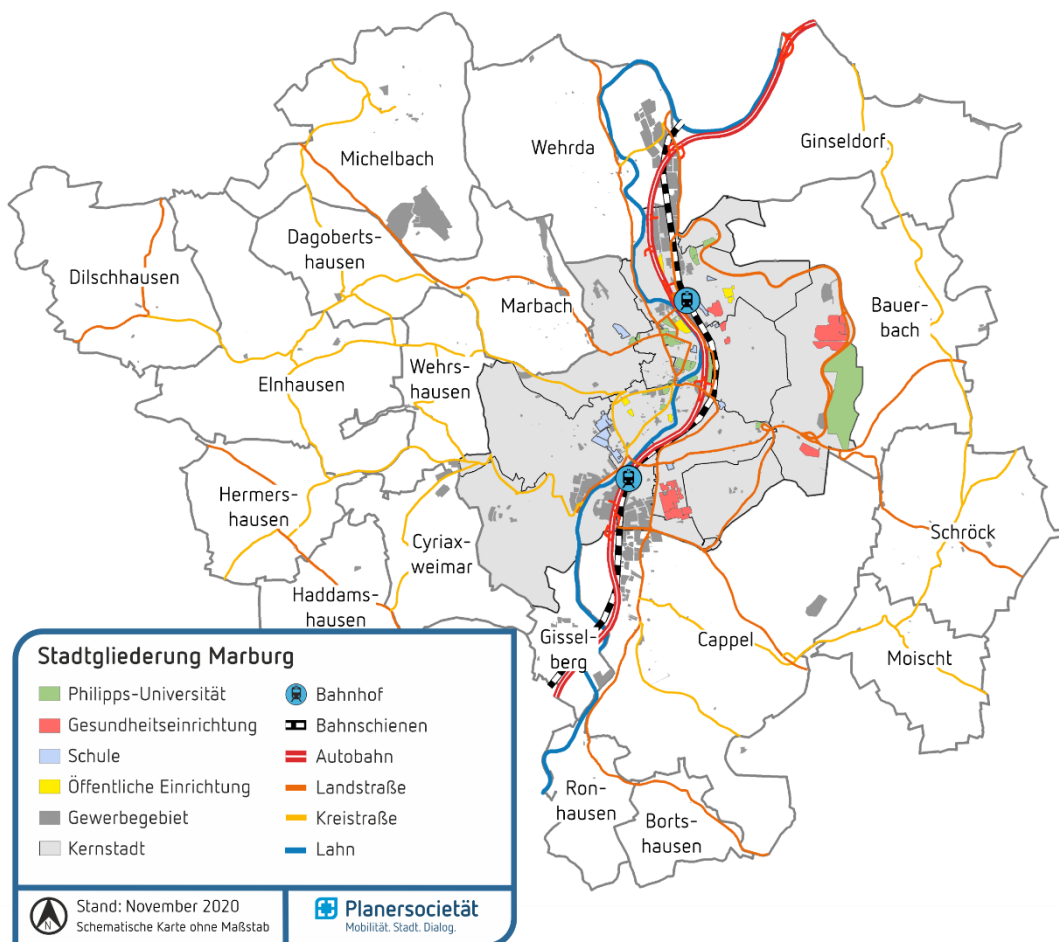 Michelbach
Wehrda
Ginseldorf
Dagoberts-
hausen
Dilschhausen
Marbach
Bauer-
bach
Elnhausen
Wehrs-
hausen
Hermers-
hausen
Cyriax-
weimar
Schröck
Haddams-
hausen
Gissel-
berg
Cappel
Moischt
Ron-
hausen
Borts-
hausen
Stadtgliederung Marburg
Philipps-Universität
Gesundheitseinrichtung
Schule
Öffentliche Einrichtung
Gewerbegebiet
Kernstadt
Bahnhof
Bahnschienen
Autobahn
Landstraße
Kreistraße
Lahn
N
Stand: November 2020
Schematische Karte ohne Maßstab
Planersocietät
Mobilität. Stadt. Dialog.